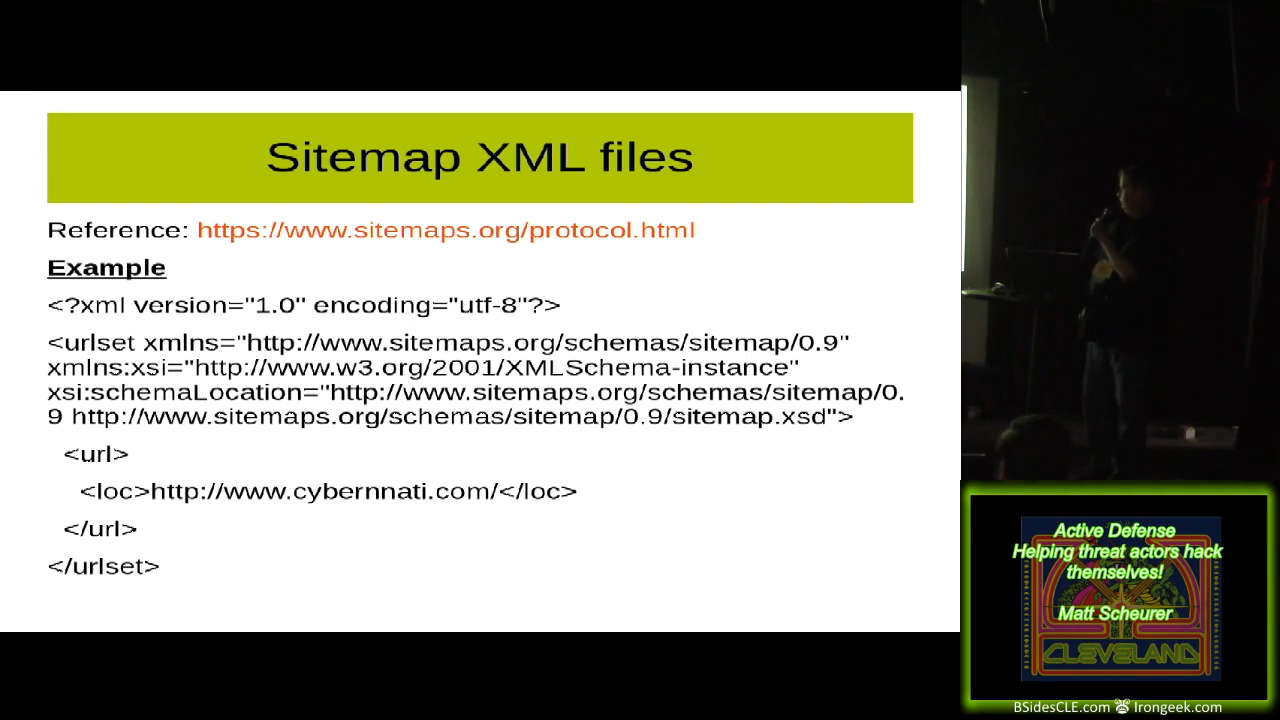 Sitemap XML files
Reference: https://www.sitemaps.org/protocol.html
Example
<?xml version="1.0" encoding="utf-8"?>
<urlset xmlns="http://www.sitemaps.org/schemas/sitemap/0.9"
xmlns:xsi="http://www.w3.org/2001/XMLSchema-instance"
xsi:schemaLocation="http://www.sitemaps.org/schemas/sitemap/0.
9 http://www.sitemaps.org/schemas/sitemap/0.9/sitemap.xsd">
<url>
<loc>http://www.cybernnati.com/</loc>
</url>
</urlset>
Active Defense
Helping threat actors hack
themselves!
Matt Scheurer
CLEVELAND
BSidesCLE.com Irongeek.com